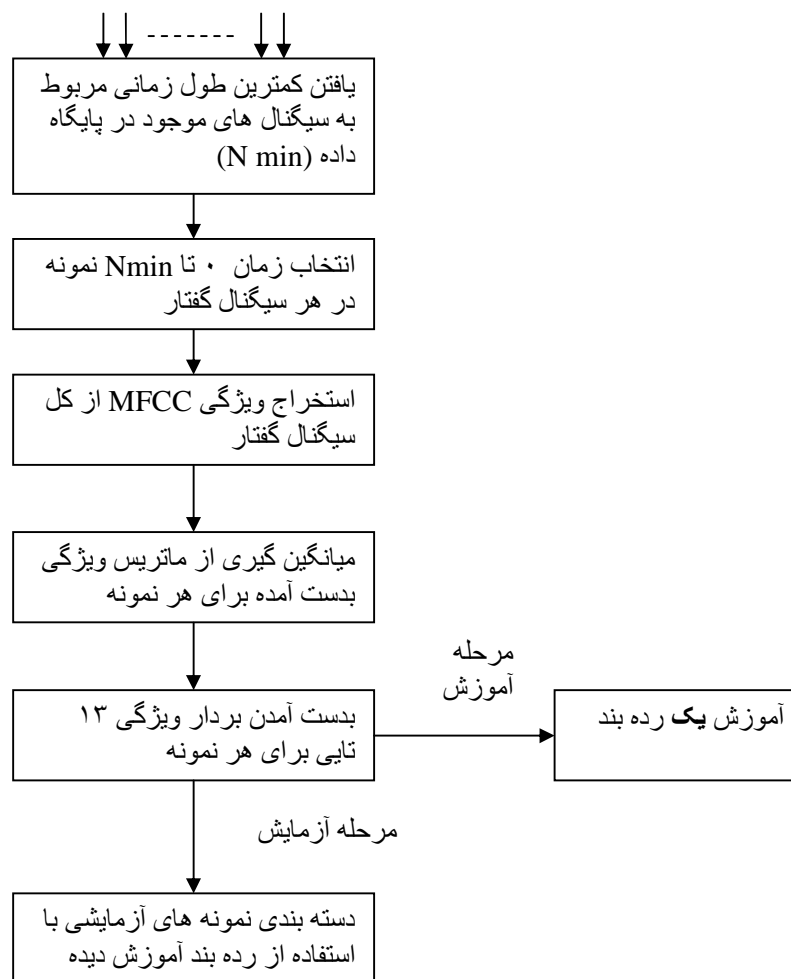 یافتن کمترین طول زمانی مربوط
به سیگنال های موجود در پایگاه
داده (N min)
انتخاب زمان ۰ تا Nmin نمونه
در هر سیگنال گفتار
استخراج ویژگی MFCC از کل
سیگنال گفتار
میانگین گیری از ماتریس ویژگی
بدست آمده برای هر نمونه
مرحله
آموزش
بدست آمدن بردار ویژگی ۱۳
تایی برای هر نمونه
آموزش یک رده بند
مرحله آزمایش
دسته بندی نمونه های آزمایشی با
استفاده از رده بند آموزش دیده